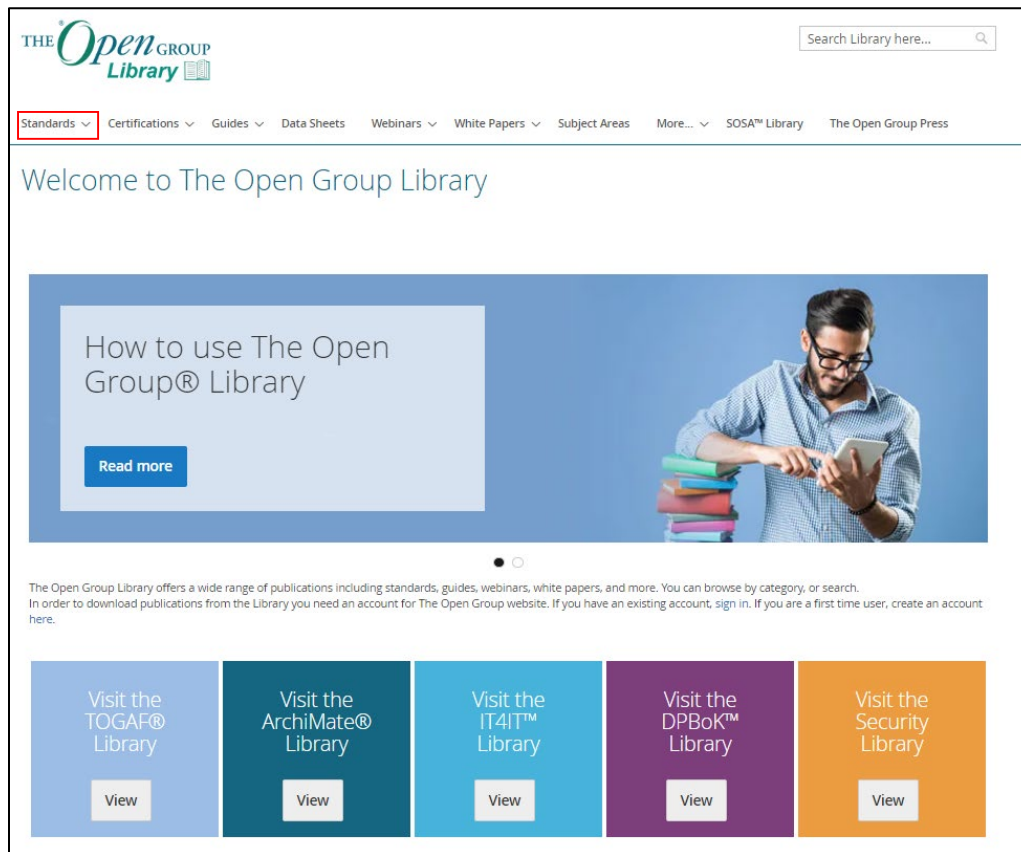 THE Open GROUP
Library
Search Library here...
Standards Certifications Guides Data Sheets Webinars White Papers Subject Areas More... SOSA™ Library The Open Group Press
Welcome to The Open Group Library
How to use The Open
Group® Library
Read more
The Open Group Library offers a wide range of publications including standards, guides, webinars, white papers, and more. You can browse by category, or search.
In order to download publications from the Library you need an account for The Open Group website. If you have an existing account, sign in. If you are a first time user, create an account
here.
Visit the
TOGAF®
Library
View
Visit the
ArchiMate®
Library
View
Visit the
IT4IT™
Library
View
Visit the
DPBoK™
Library
View
Visit the
Security
Library
View